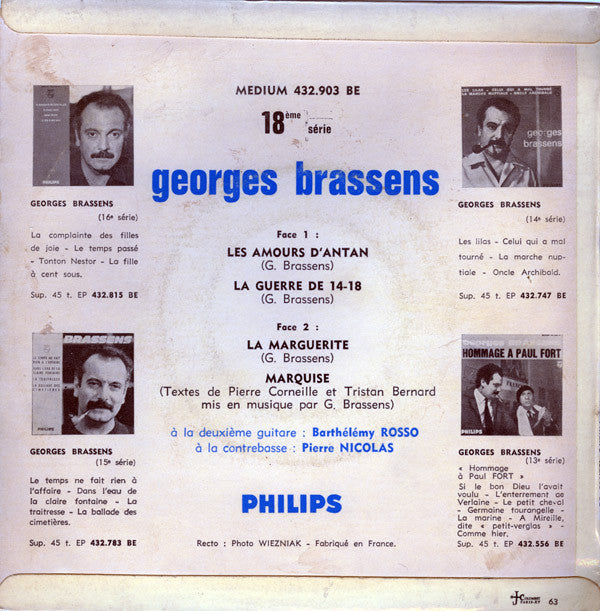 MEDIUM 432.903 BE
18ème série
georges brassens
Face 1 :
LES AMOURS D'ANTAN
(G. Brassens)
LA GUERRE DE 14-18
(G. Brassens)
Face 2 :
LA MARGUERITE
(G. Brassens)
MARQUISE
(Textes de Pierre Corneille et Tristan Bernard
mis en musique par G. Brassens)
à la deuxième guitare : Barthélémy ROSSO
à la contrebasse : Pierre NICOLAS
PHILIPS
Recto : Photo WIEZNIAK - Fabriqué en France.
PHILIPS
GEORGES BRASSENS
(16e série)
La complainte des filles
de joie - Le temps passé
- Tonton Nestor - La fille
à cent sous.
Sup. 45 t. EP 432.815 BE
BRASSENS
PHILIPS
GEORGES BRASSENS
(15e série)
Le temps ne fait rien à
l'affaire - Dans l'eau de
la claire fontaine - La
traitresse - La ballade des
cimetières.
Sup. 45 t. EP 432.783 BE
georges
brassens
GEORGES BRASSENS
(14e série)
Les lilas - Celui qui a mal
tourné - La marche nup-
tiale - Oncle Archibald.
Sup. 45 t. EP 432.747 BE
GEORGES BRASSENS
HOMMAGE A PAUL FORT
PHILIPS
GEORGES BRASSENS
(13e série)
« Hommage
à Paul FORT »
Si le bon Dieu l'avait
voulu - L'enterrement de
Verlaine - Le petit cheval
- Germaine tourangelle -
La marine - A Mireille,
dite « petit-verglas » -
Comme hier.
Sup. 45 t. EP 432.556 BE
63